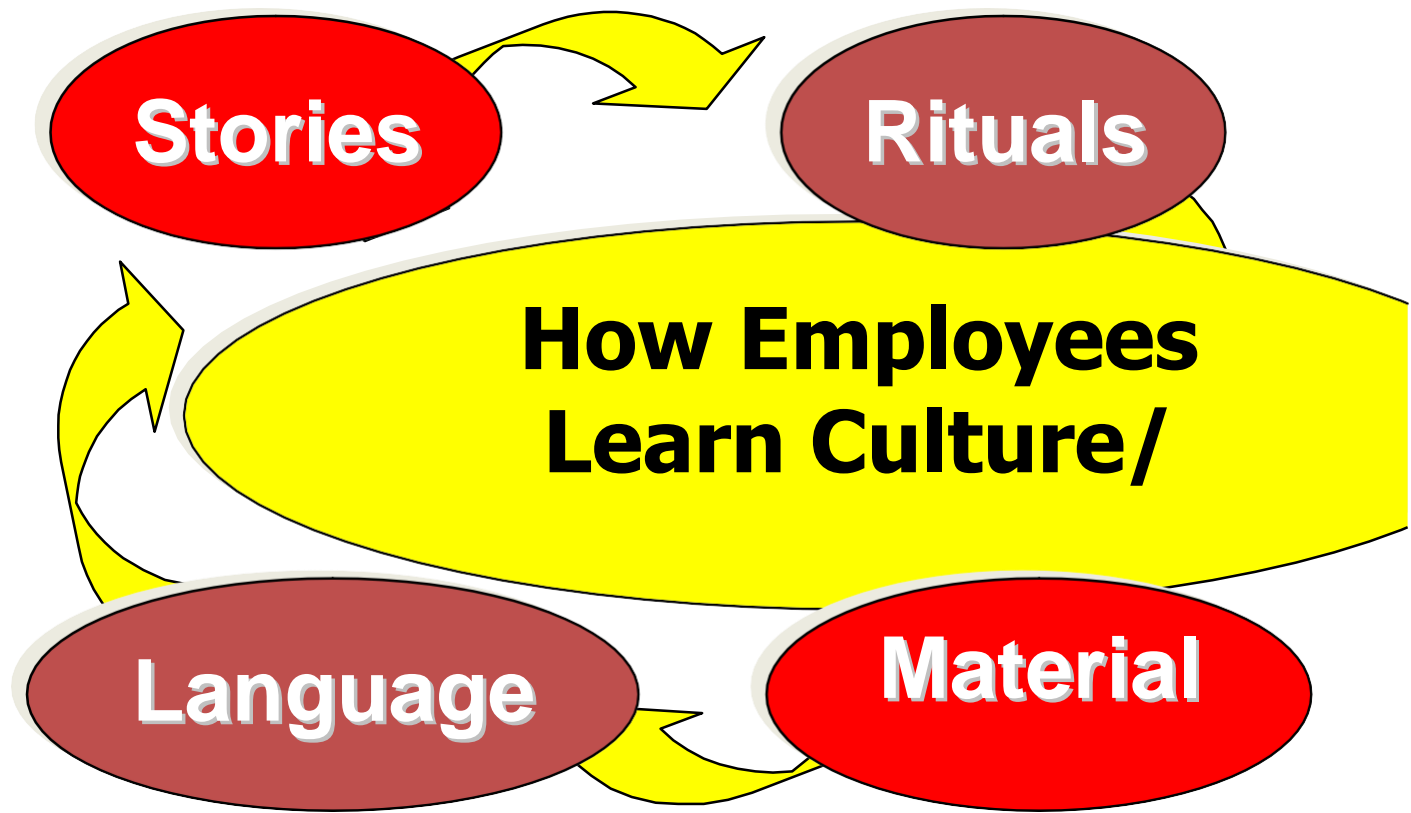 Stories
Rituals
How Employees
Learn Culture/
Language
Material